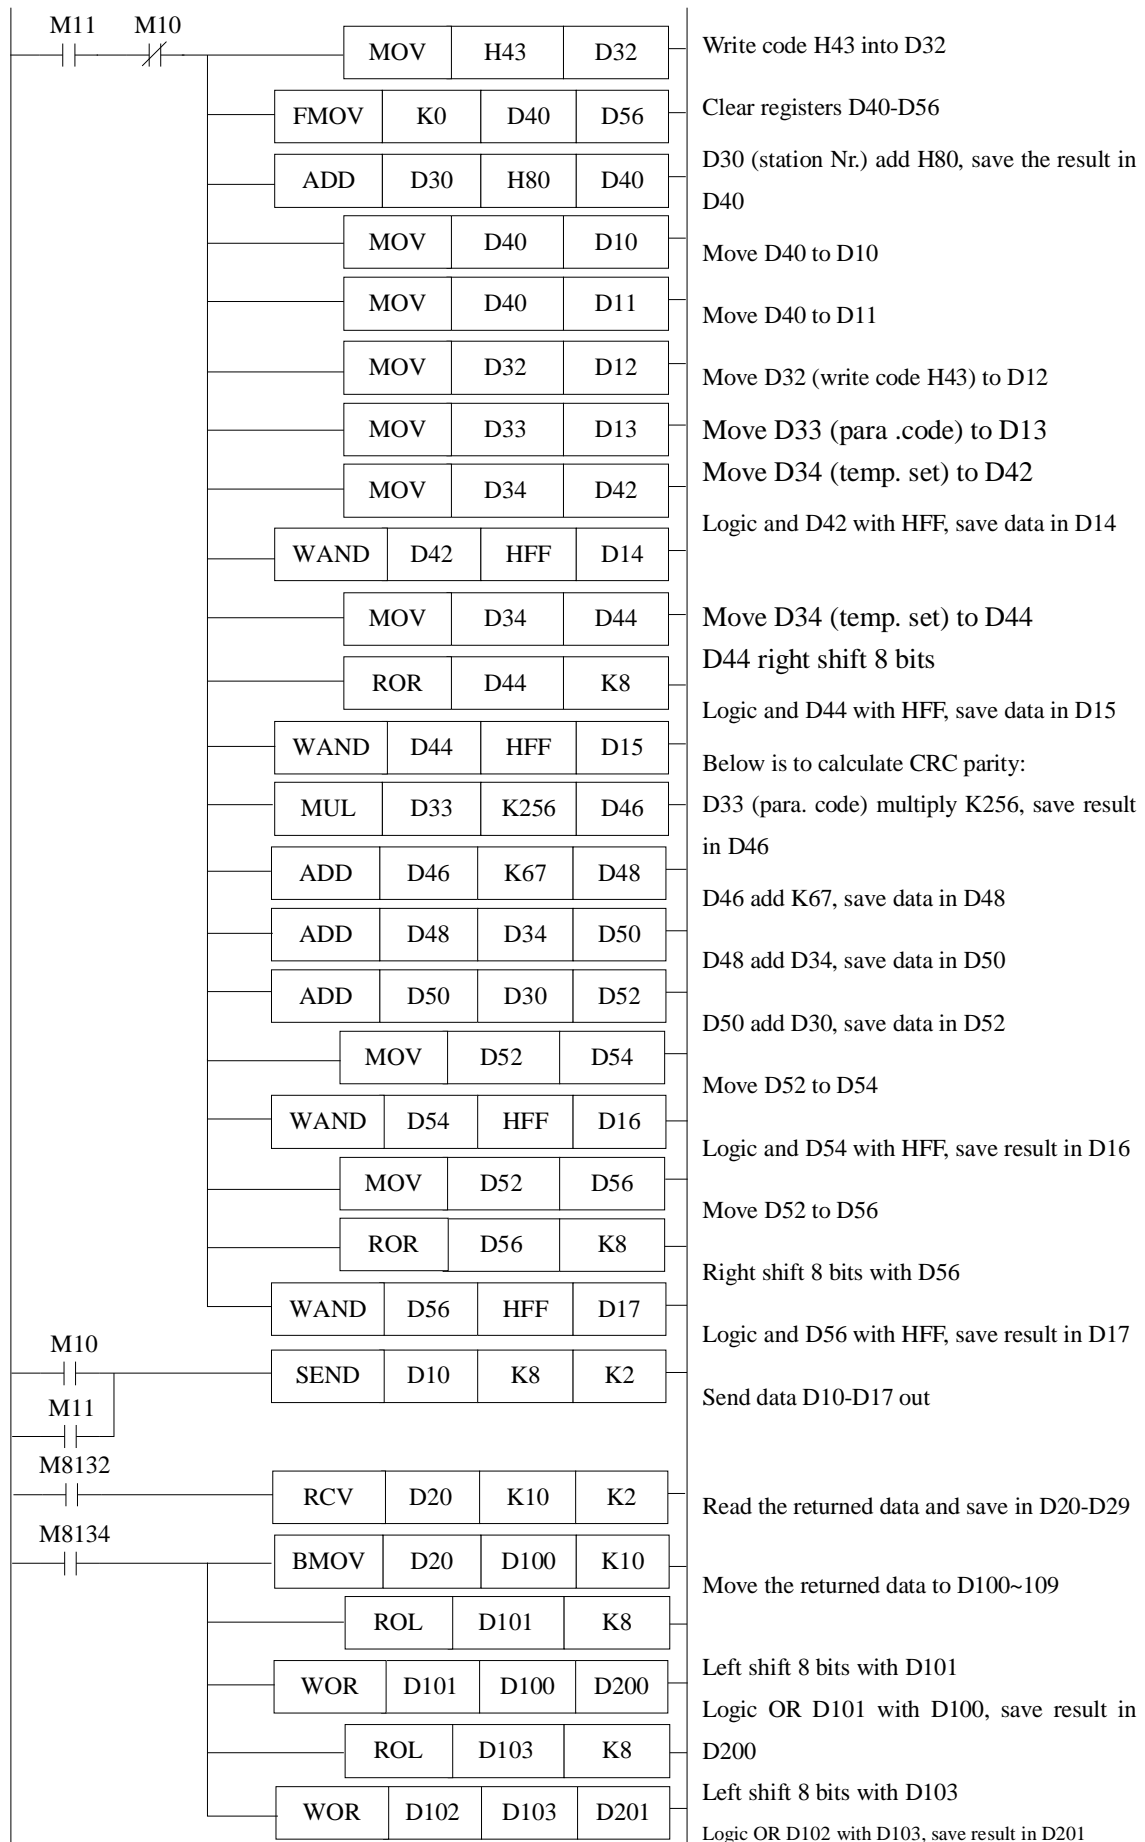 M11 M10
MOV H43 D32 Write code H43 into D32
FMOV K0 D40 D56 Clear registers D40-D56
ADD D30 H80 D40 D30 (station Nr.) add H80, save the result in
D40
MOV D40 D10 Move D40 to D10
MOV D40 D11 Move D40 to D11
MOV D32 D12 Move D32 (write code H43) to D12
MOV D33 D13 Move D33 (para .code) to D13
MOV D34 D42 Move D34 (temp. set) to D42
Logic and D42 with HFF, save data in D14
WAND D42 HFF D14
MOV D34 D44 Move D34 (temp. set) to D44
D44 right shift 8 bits
ROR D44 K8
Logic and D44 with HFF, save data in D15
WAND D44 HFF D15
Below is to calculate CRC parity:
MUL D33 K256 D46 D33 (para. code) multiply K256, save result
in D46
ADD D46 K67 D48
D46 add K67, save data in D48
ADD D48 D34 D50
D48 add D34, save data in D50
ADD D50 D30 D52
D50 add D30, save data in D52
MOV D52 D54
Move D52 to D54
WAND D54 HFF D16
Logic and D54 with HFF, save result in D16
MOV D52 D56
Move D52 to D56
ROR D56 K8
Right shift 8 bits with D56
WAND D56 HFF D17
Logic and D56 with HFF, save result in D17
M10
SEND D10 K8 K2
Send data D10-D17 out
M11
M8132
RCV D20 K10 K2 Read the returned data and save in D20-D29
M8134
BMOV D20 D100 K10
Move the returned data to D100~109
ROL D101 K8
Left shift 8 bits with D101
WOR D101 D100 D200
Logic OR D101 with D100, save result in
D200
ROL D103 K8
Left shift 8 bits with D103
WOR D102 D103 D201
Logic OR D102 with D103, save result in D201